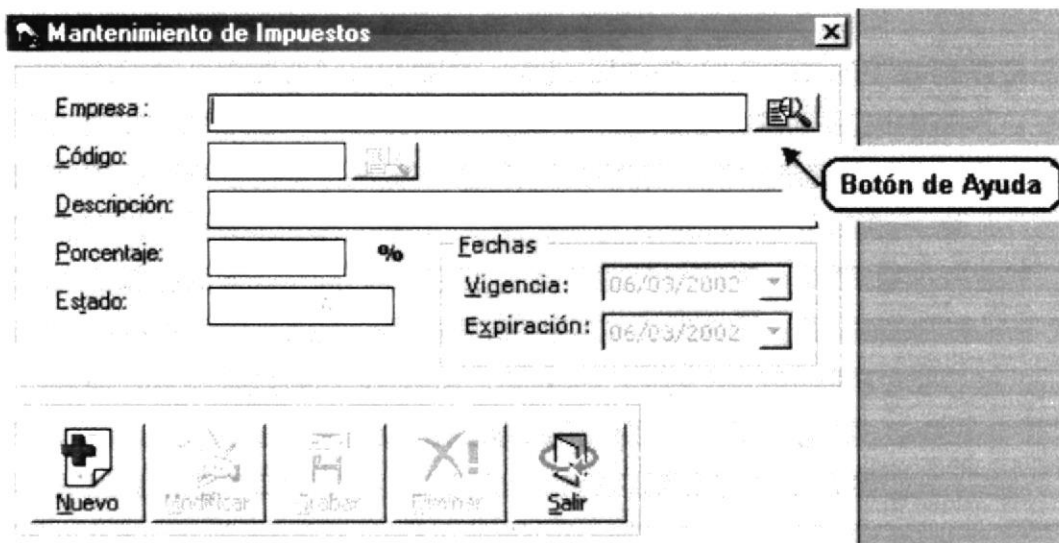 Mantenimiento de Impuestos
Empresa :
Código:
Botón de Ayuda
Descripción:
Porcentaje: %
Fechas
Vigencia: 06/03/2002
Estado: A
Expiración: 06/03/2002
Nuevo Modificar Grabar Eliminar Salir